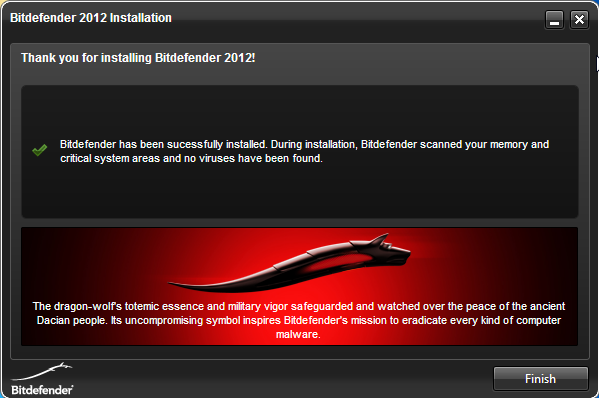 Bitdefender 2012 Installation
Thank you for installing Bitdefender 2012!
Bitdefender has been sucessfully installed. During installation, Bitdefender scanned your memory and
critical system areas and no viruses have been found.
The dragon-wolf's totemic essence and military vigor safeguarded and watched over the peace of the ancient
Dacian people. Its uncompromising symbol inspires Bitdefender's mission to eradicate every kind of computer
malware.
Bitdefender
Finish